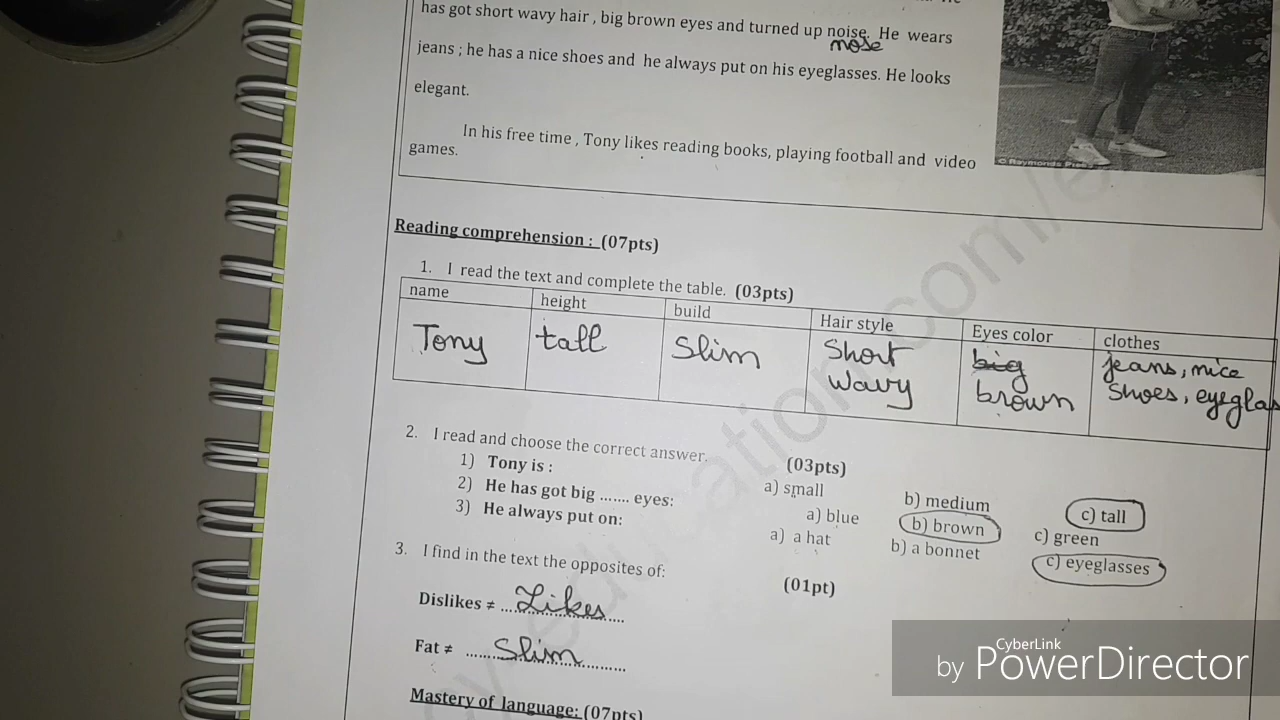 has got short wavy hair , big brown eyes and turned up noise. He wears
nose
jeans ; he has a nice shoes and he always put on his eyeglasses. He looks
elegant.
In his free time , Tony likes reading books, playing football and video
games.
© Raymonds Press
Reading comprehension : (07pts)
1. I read the text and complete the table. (03pts)
name height build Hair style Eyes color clothes
Tony tall Slim Short big jeans, nice
Wavy brown Shoes, eyeglas
2. I read and choose the correct answer. (03pts)
1) Tony is : a) small b) medium c) tall
2) He has got big ....... eyes: a) blue b) brown c) green
3) He always put on: a) a hat b) a bonnet c) eyeglasses
3. I find in the text the opposites of: (01pt)
Dislikes ≠ ...Likes....
Fat ≠ ........Slim...........
Mastery of language: (07pts)
CyberLink
by PowerDirector